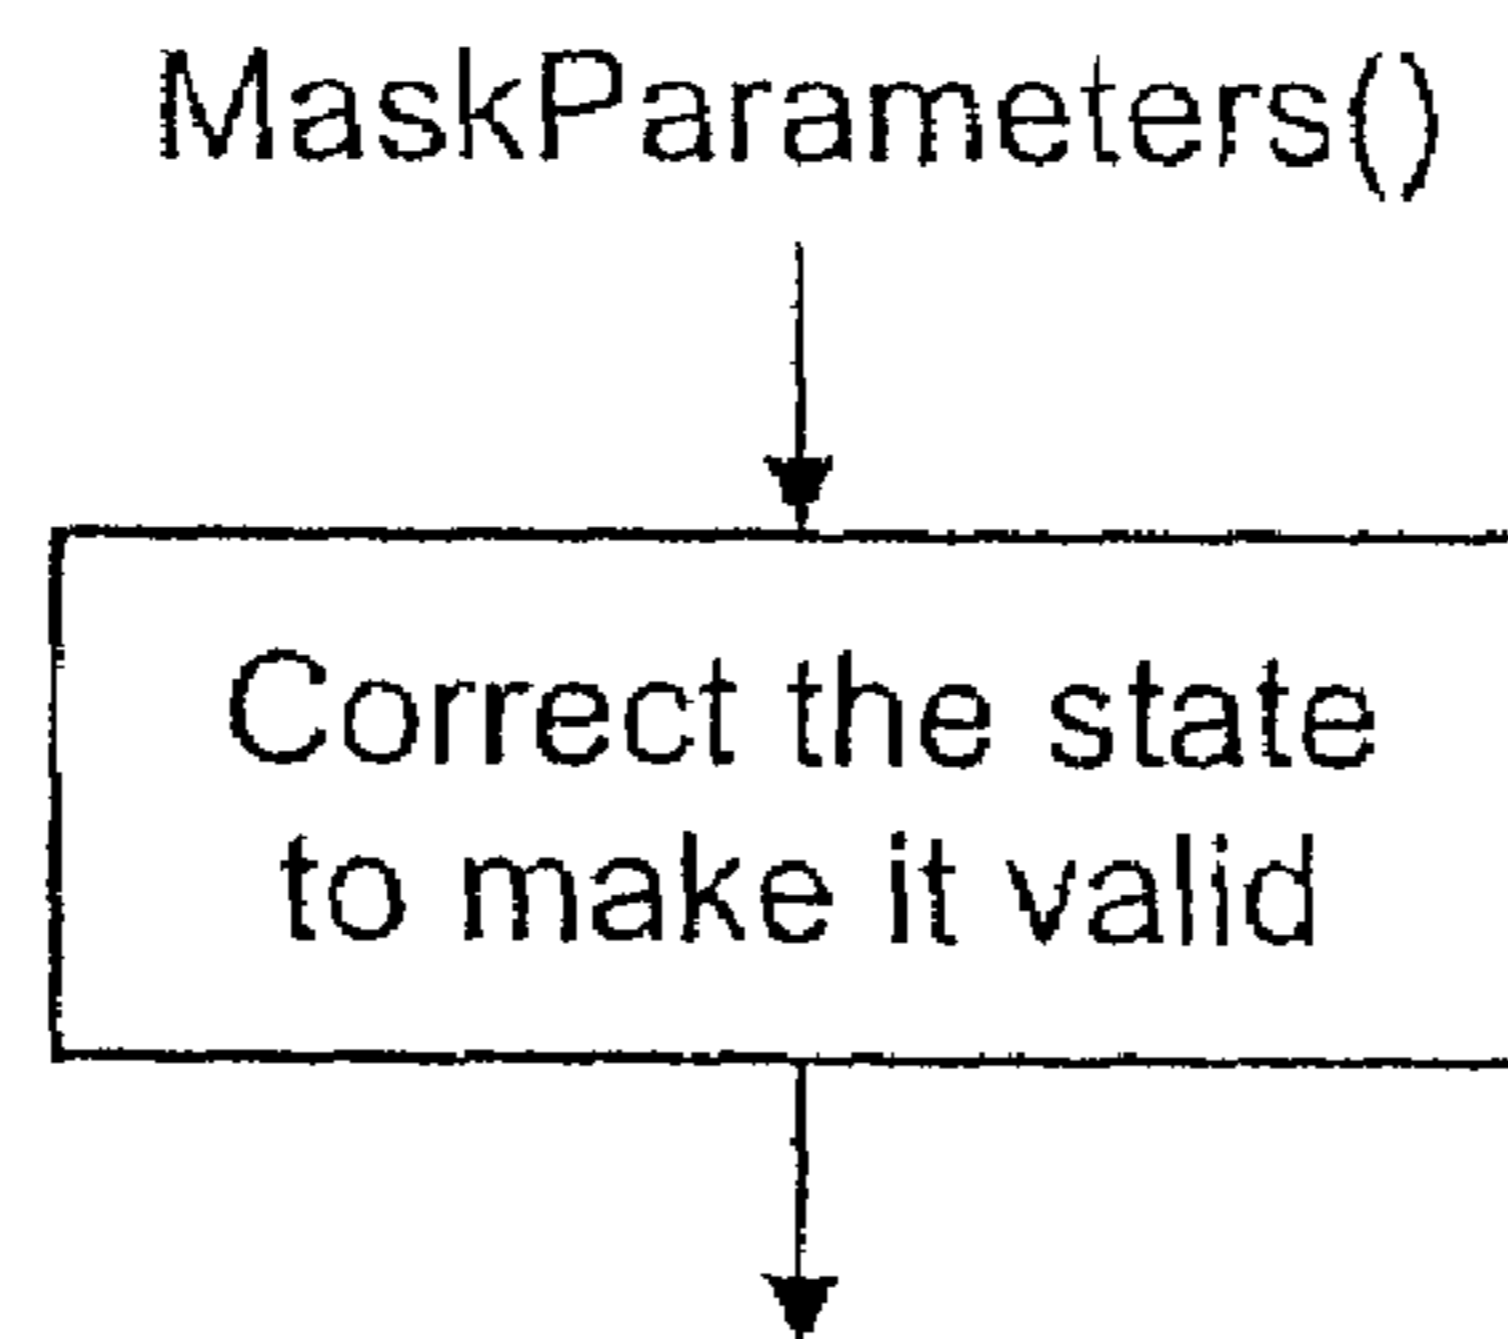 MaskParameters()
Correct the state
to make it valid